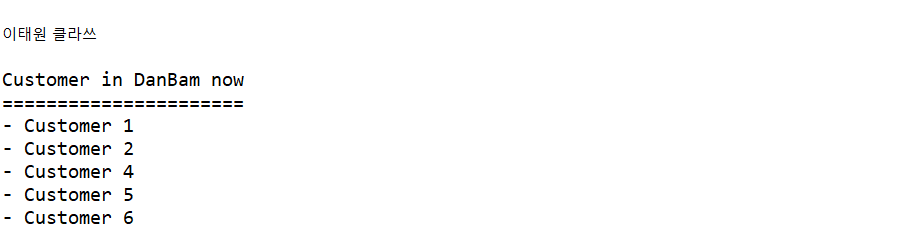 이태원 클라쓰
Customer in DanBam now
======================
- Customer 1
- Customer 2
- Customer 4
- Customer 5
- Customer 6